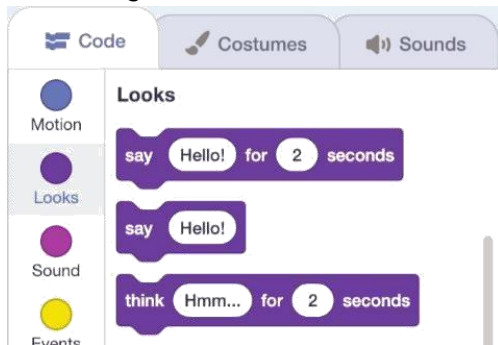 Code Costumes Sounds
Looks
Motion
say Hello! for 2 seconds
Looks
say Hello!
Sound
think Hmm... for 2 seconds
Events